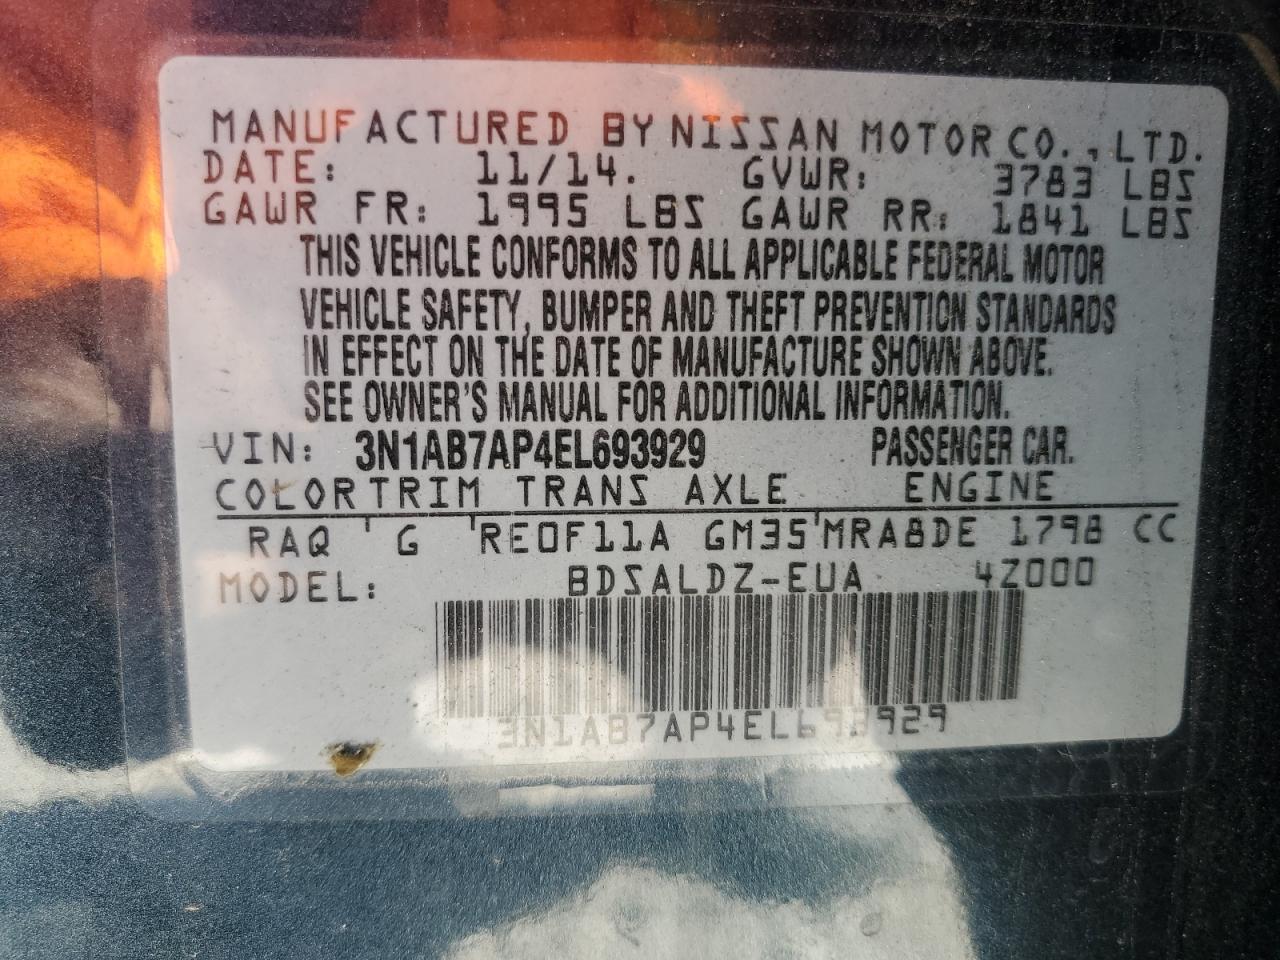 MANUFACTURED BY NISSAN MOTOR CO., LTD.
DATE: 11/14. GVWR: 3783 LBS
GAWR FR: 1995 LBS GAWR RR: 1841 LBS
THIS VEHICLE CONFORMS TO ALL APPLICABLE FEDERAL MOTOR
VEHICLE SAFETY, BUMPER AND THEFT PREVENTION STANDARDS
IN EFFECT ON THE DATE OF MANUFACTURE SHOWN ABOVE.
SEE OWNER'S MANUAL FOR ADDITIONAL INFORMATION.
VIN: 3N1AB7AP4EL693929 PASSENGER CAR.
COLORTRIM TRANS AXLE ENGINE
RAQ ' G 'RE0F11A GM35'MRA8DE 1798 CC
MODEL: BDSALDZ-EUA 4Z000
3N1AB7AP4EL693929